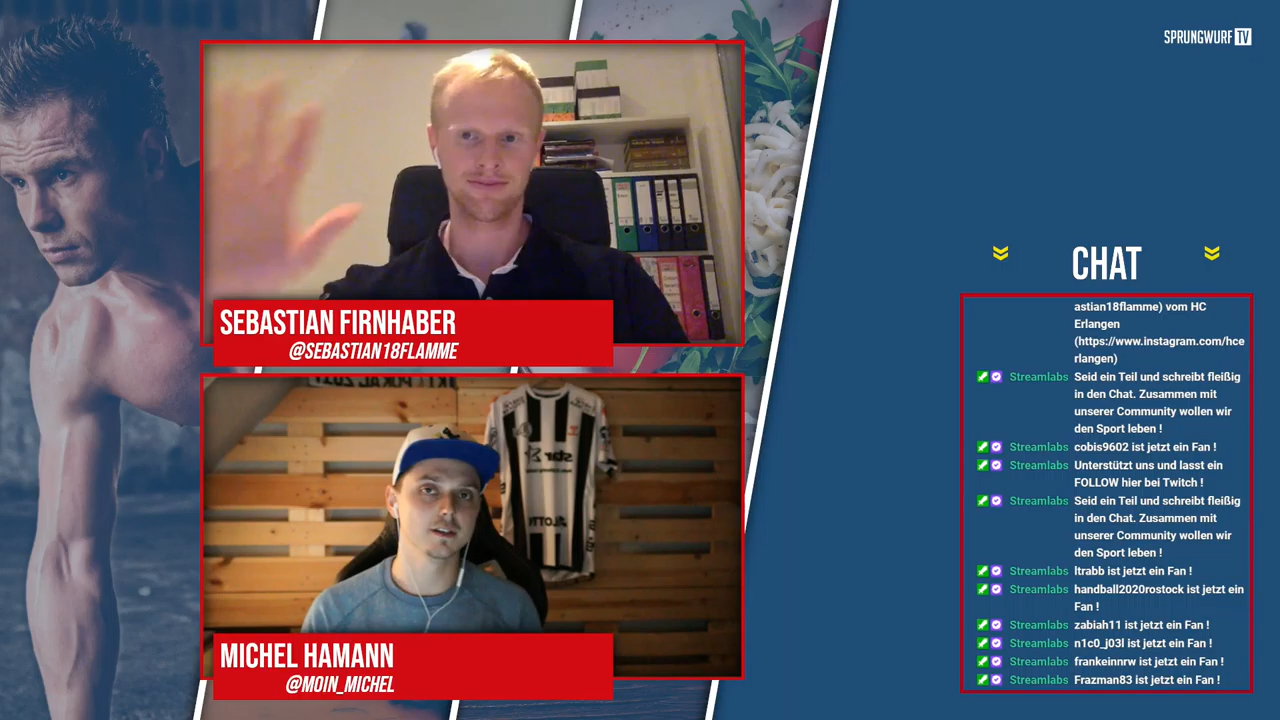 SPRUNGWURF TV
SEBASTIAN FIRNHABER
@SEBASTIAN18FLAMME
MICHEL HAMANN
@MOIN_MICHEL
CHAT
astian18flamme) vom HC
Erlangen
(https://www.instagram.com/hce
rlangen)
Streamlabs Seid ein Teil und schreibt fleißig
in den Chat. Zusammen mit
unserer Community wollen wir
den Sport leben !
Streamlabs cobis9602 ist jetzt ein Fan !
Streamlabs Unterstützt uns und lasst ein
FOLLOW hier bei Twitch !
Streamlabs Seid ein Teil und schreibt fleißig
in den Chat. Zusammen mit
unserer Community wollen wir
den Sport leben !
Streamlabs ltrabb ist jetzt ein Fan !
Streamlabs handball2020rostock ist jetzt ein
Fan !
Streamlabs zabiah11 ist jetzt ein Fan !
Streamlabs n1c0_j03l ist jetzt ein Fan !
Streamlabs frankeinnrw ist jetzt ein Fan !
Streamlabs Frazman83 ist jetzt ein Fan !